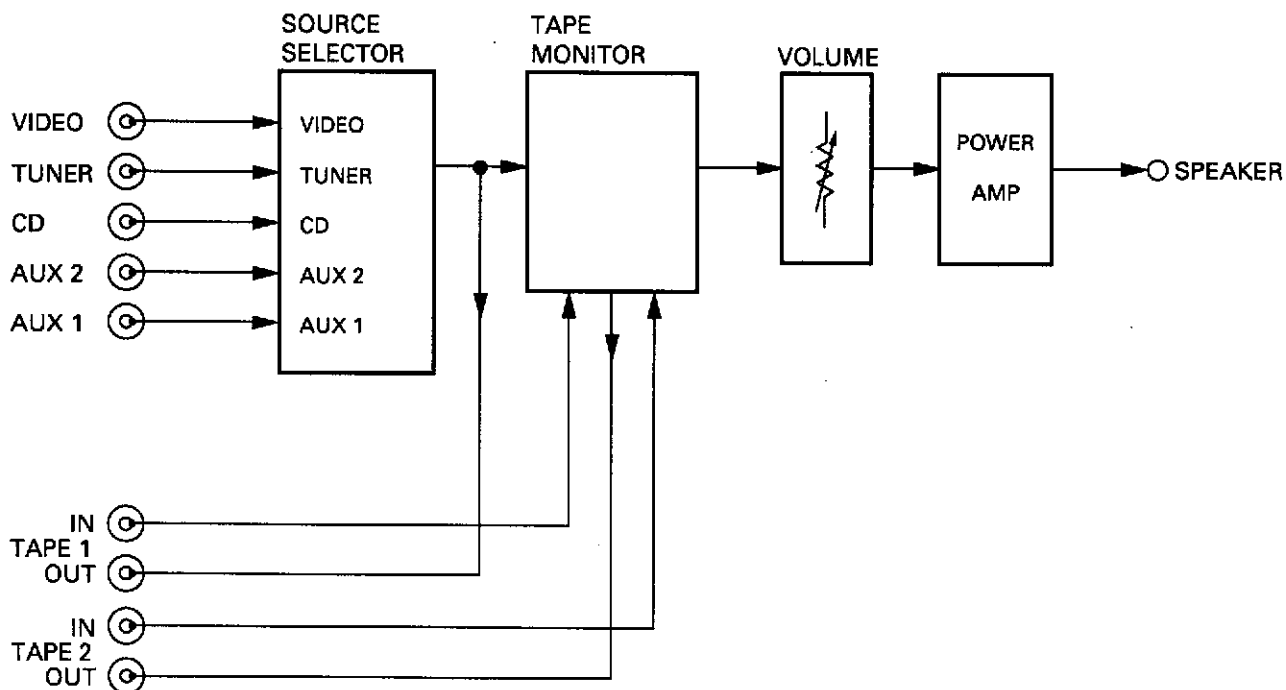 SOURCE
SELECTOR
TAPE
MONITOR
VOLUME
VIDEO
TUNER
CD
AUX 2
AUX 1
VIDEO
TUNER
CD
AUX 2
AUX 1
POWER
AMP
SPEAKER
IN
TAPE 1
OUT
IN
TAPE 2
OUT